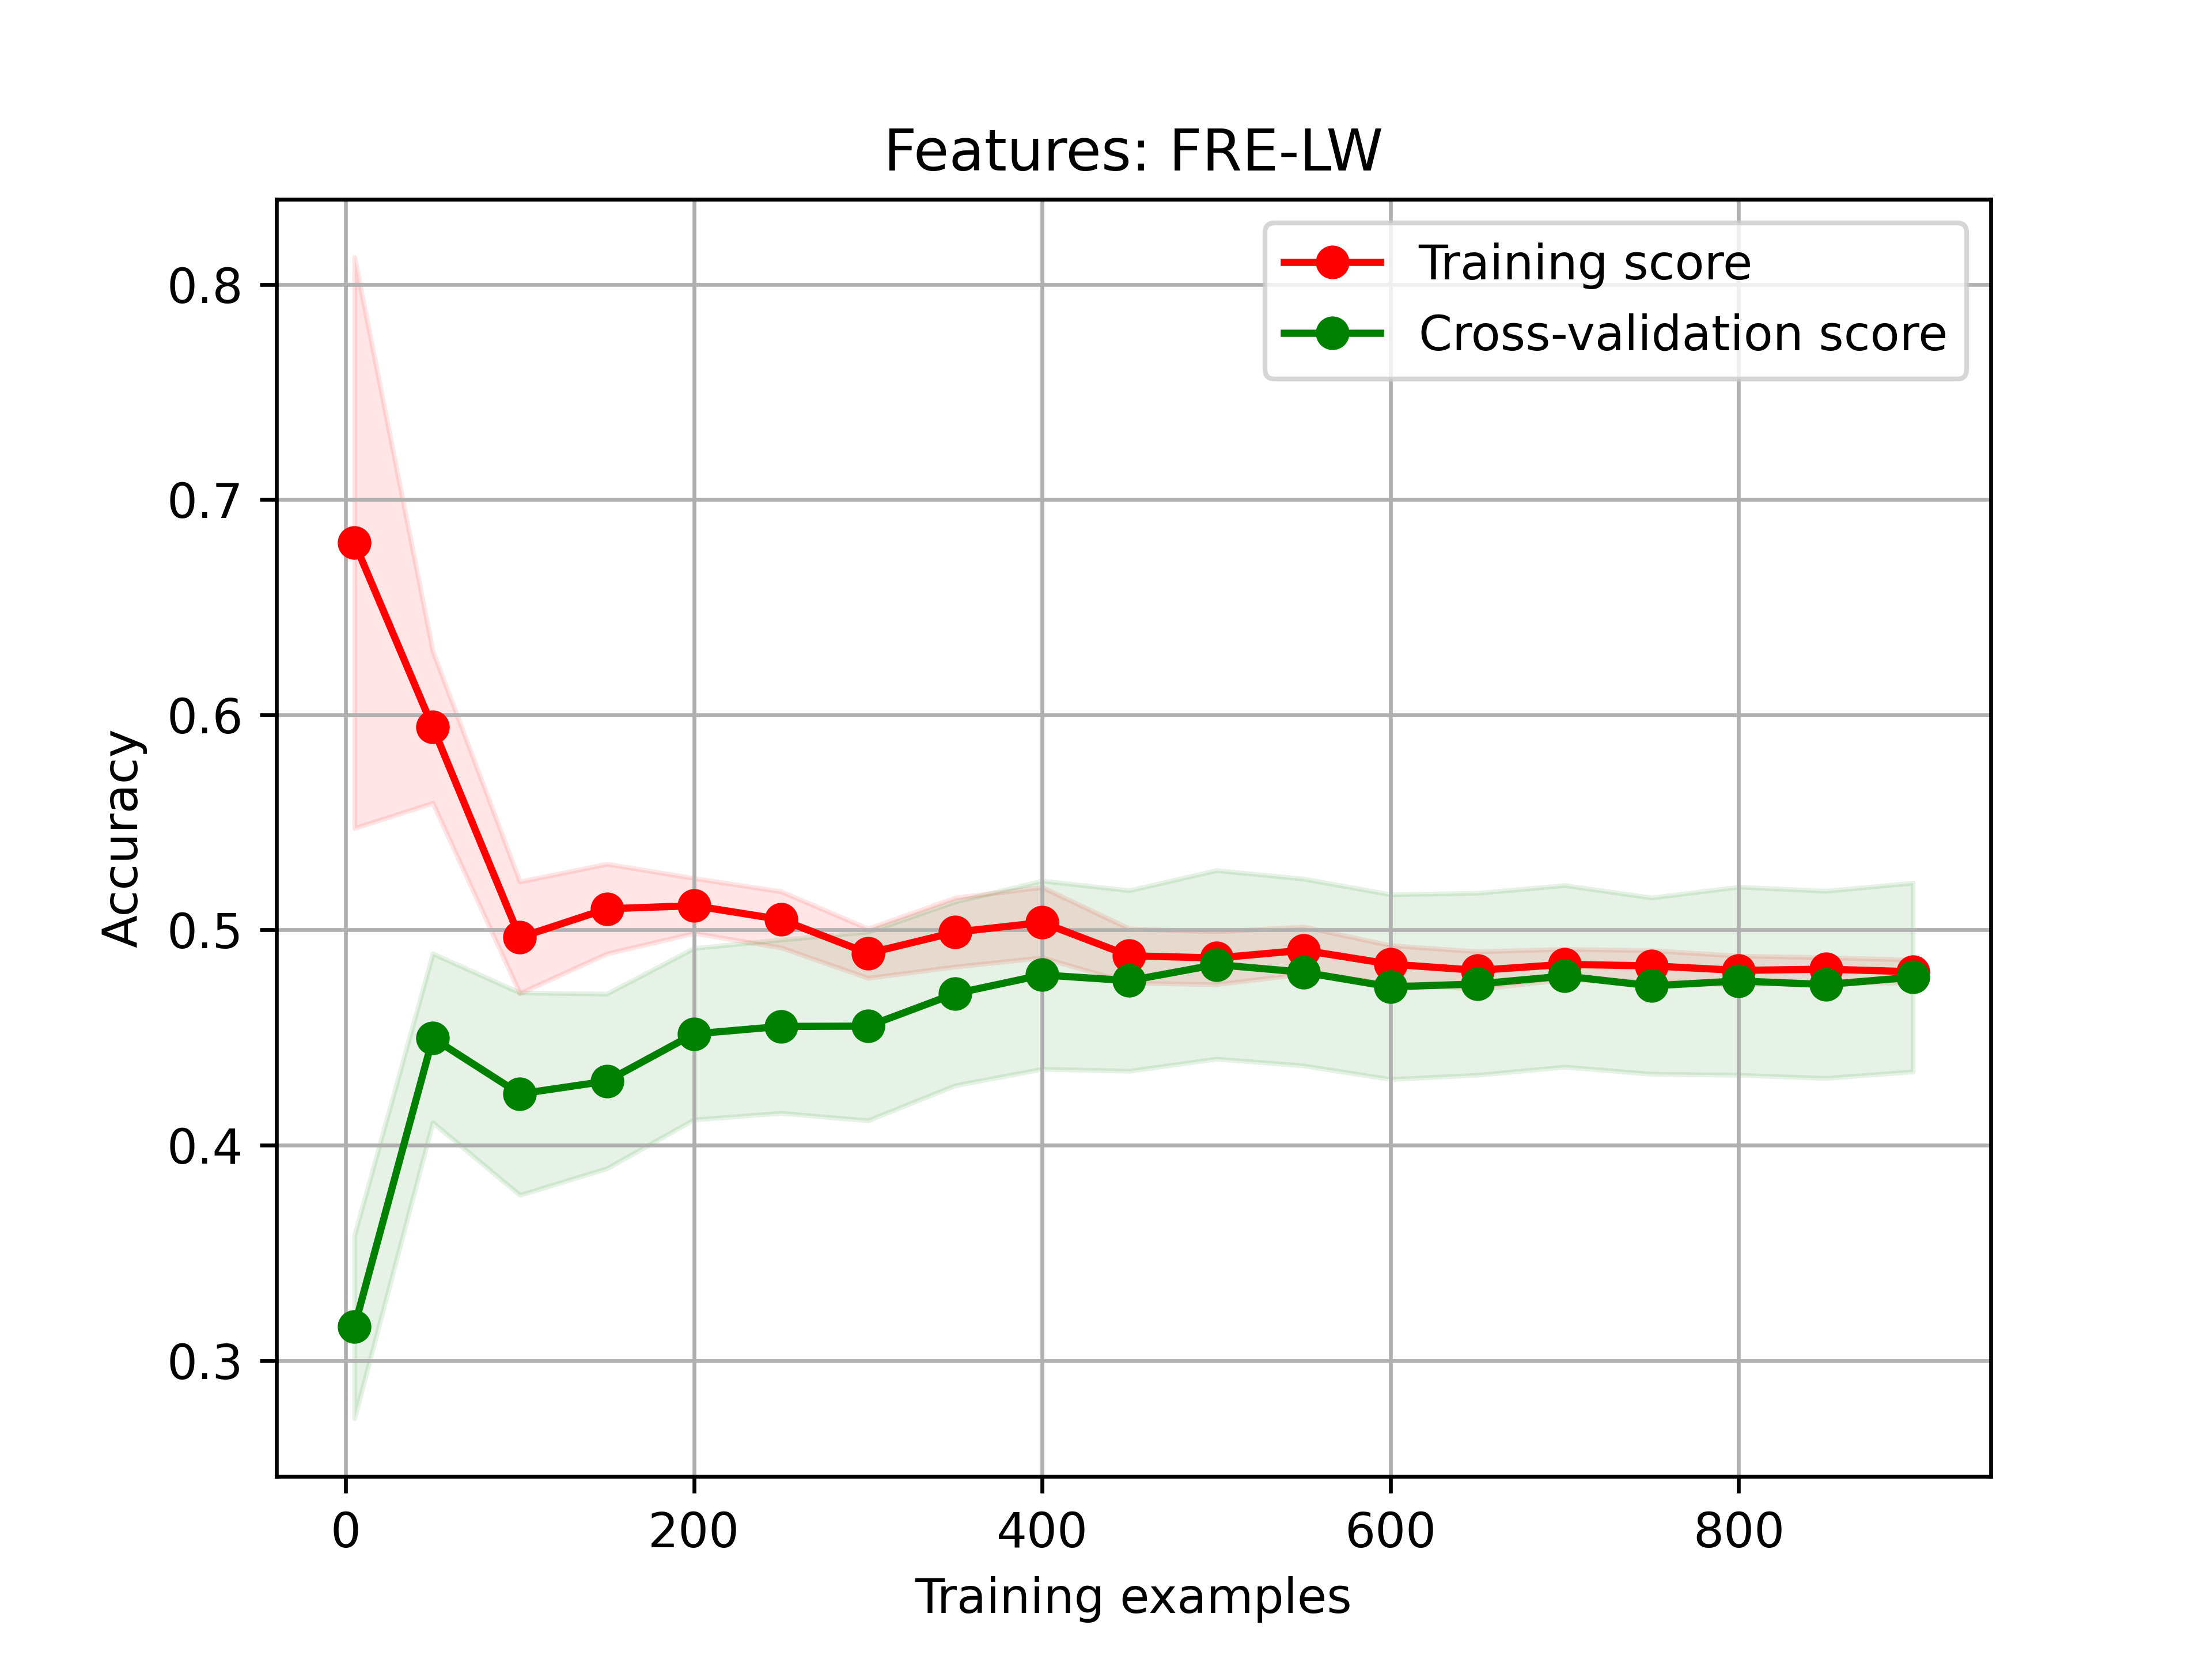 Features: FRE-LW
Training score
Cross-validation score
0.8
0.7
0.6
0.5
0.4
0.3
Accuracy
0 200 400 600 800
Training examples